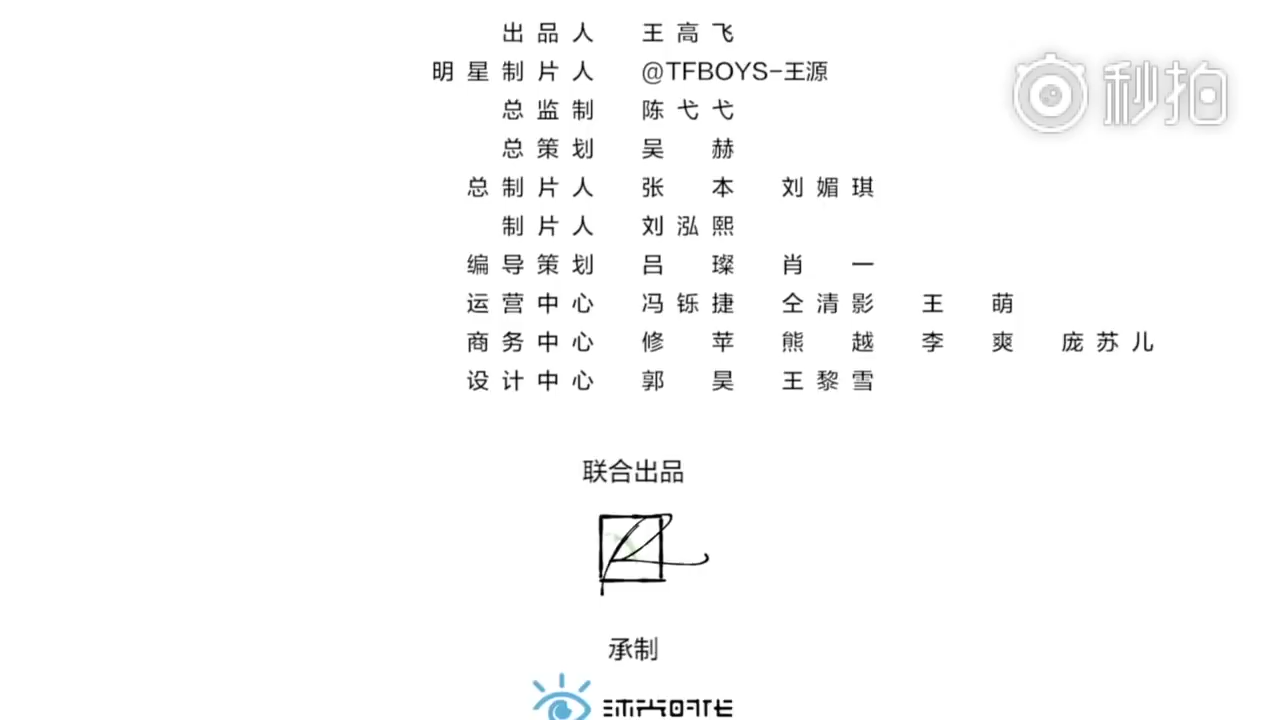 出品人 王高飞
明星制片人 @TFBOYS-王源
秒拍
总监制 陈弋弋
总策划 吴赫
总制片人 张本 刘媚琪
制片人 刘泓熙
编导策划 吕璨 肖一
运营中心 冯铄捷 仝清影 王萌
商务中心 修苹 熊越 李爽 庞苏儿
设计中心 郭昊 王黎雪
联合出品
承制